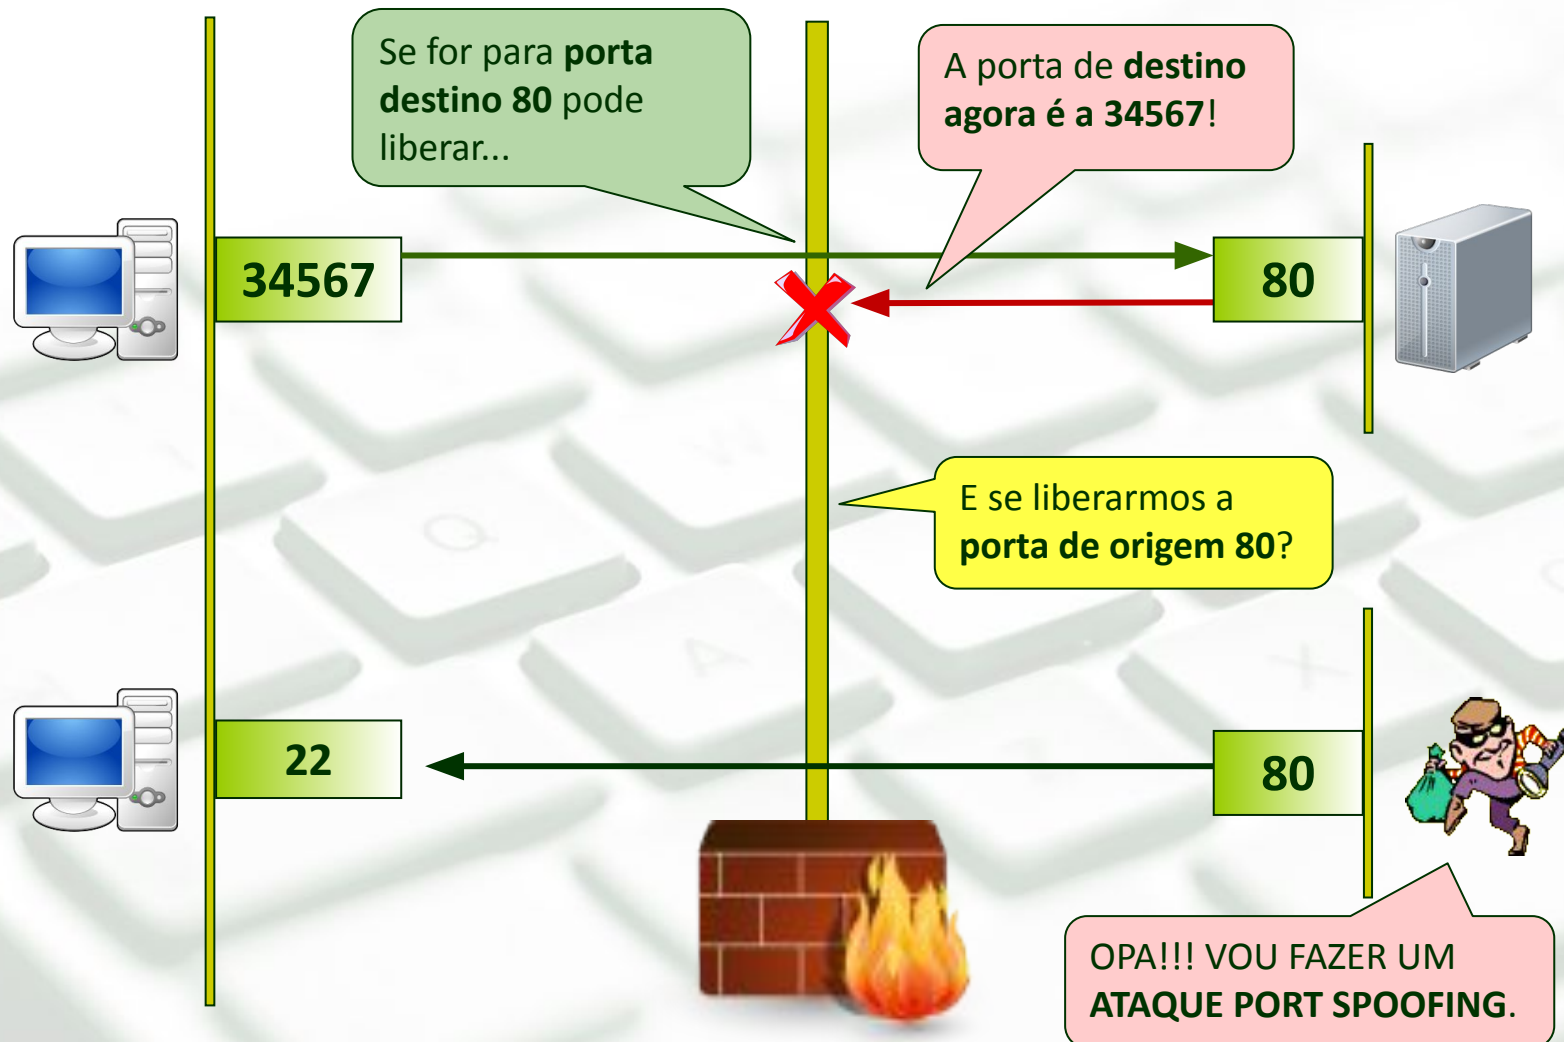 Se for para porta
destino 80 pode
liberar...
A porta de destino
agora é a 34567!
34567
80
E se liberarmos a
porta de origem 80?
22
80
OPA!!! VOU FAZER UM
ATAQUE PORT SPOOFING.